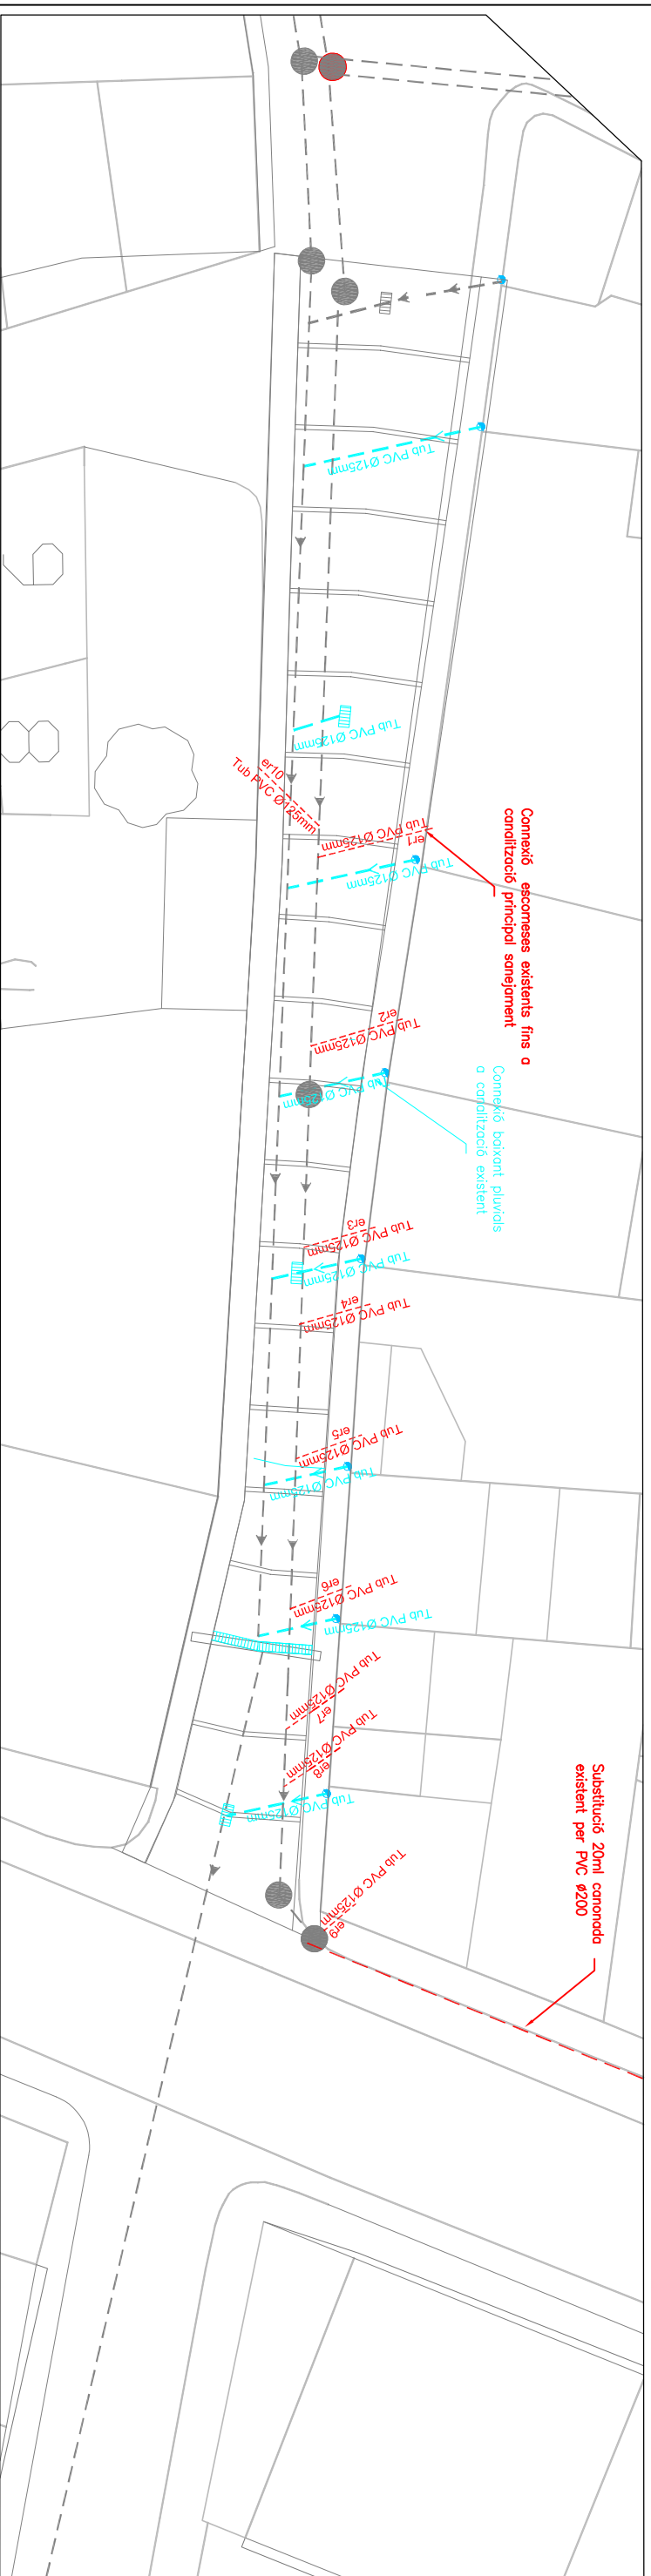 Tub PVC Ø125mm
Tub PVC Ø125mm
er10
Tub PVC Ø125mm
Tub PVC Ø125mm
er1
Tub PVC Ø125mm
Connexió escomeses existents fins a
canalització principal sanejament
er2
Tub PVC Ø125mm
Tub PVC Ø125mm
Connexió baixant pluvials
a canalització existent
er3
Tub PVC Ø125mm
Tub PVC Ø125mm
er4
Tub PVC Ø125mm
er5
Tub PVC Ø125mm
Tub PVC Ø125mm
er6
Tub PVC Ø125mm
Tub PVC Ø125mm
Tub PVC Ø125mm
er7
Tub PVC Ø125mm
er8
Tub PVC Ø125mm
Substitució 20ml canonada
existent per PVC Ø200
Tub PVC Ø125mm
er9